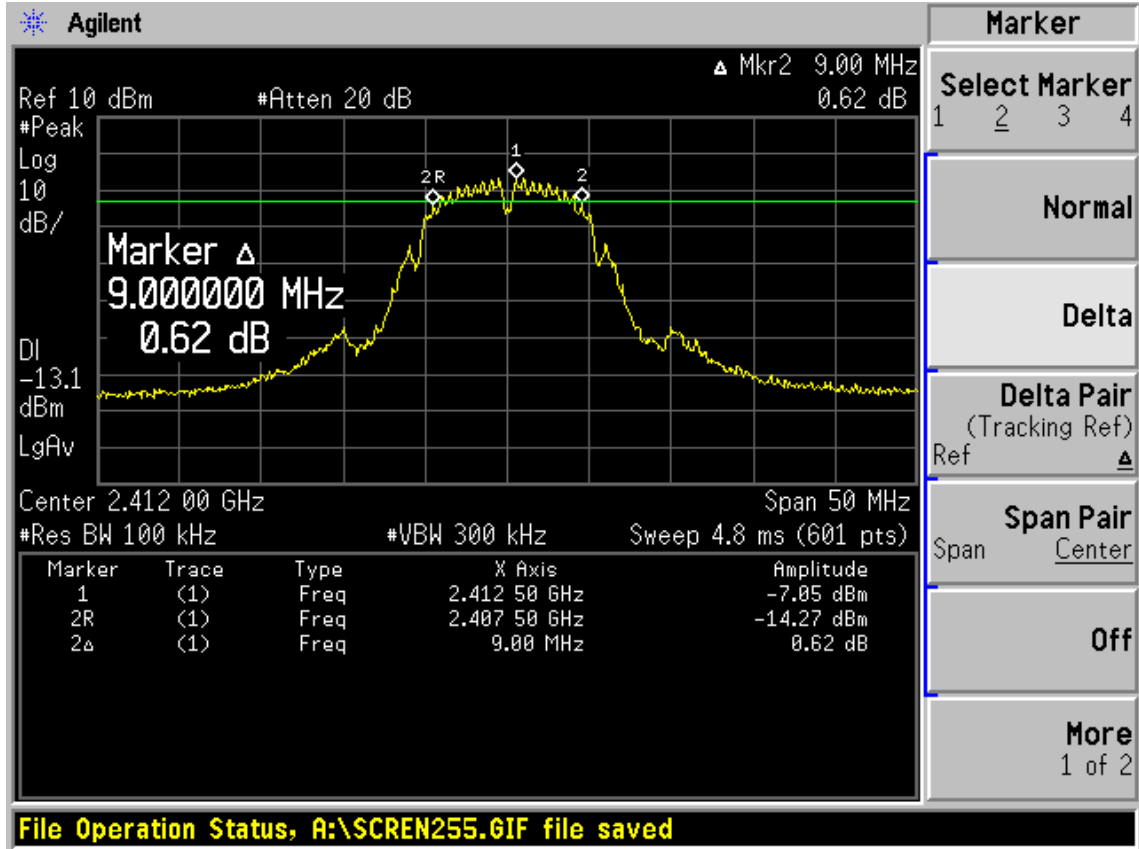 Agilent
Marker
▵ Mkr2 9.00 MHz
Ref 10 dBm #Atten 20 dB 0.62 dB
#Peak
Log
10
dB/
1
2R
2
Marker ▵
9.000000 MHz
0.62 dB
DI
-13.1
dBm
LgAv
Center 2.412 00 GHz Span 50 MHz
#Res BW 100 kHz #VBW 300 kHz Sweep 4.8 ms (601 pts)
Marker Trace Type X Axis Amplitude
1 (1) Freq 2.412 50 GHz -7.05 dBm
2R (1) Freq 2.407 50 GHz -14.27 dBm
2▵ (1) Freq 9.00 MHz 0.62 dB
Select Marker
1 2 3 4
Normal
Delta
Delta Pair
(Tracking Ref)
Ref ▵
Span Pair
Span Center
Off
More
1 of 2
File Operation Status, A:\SCREN255.GIF file saved